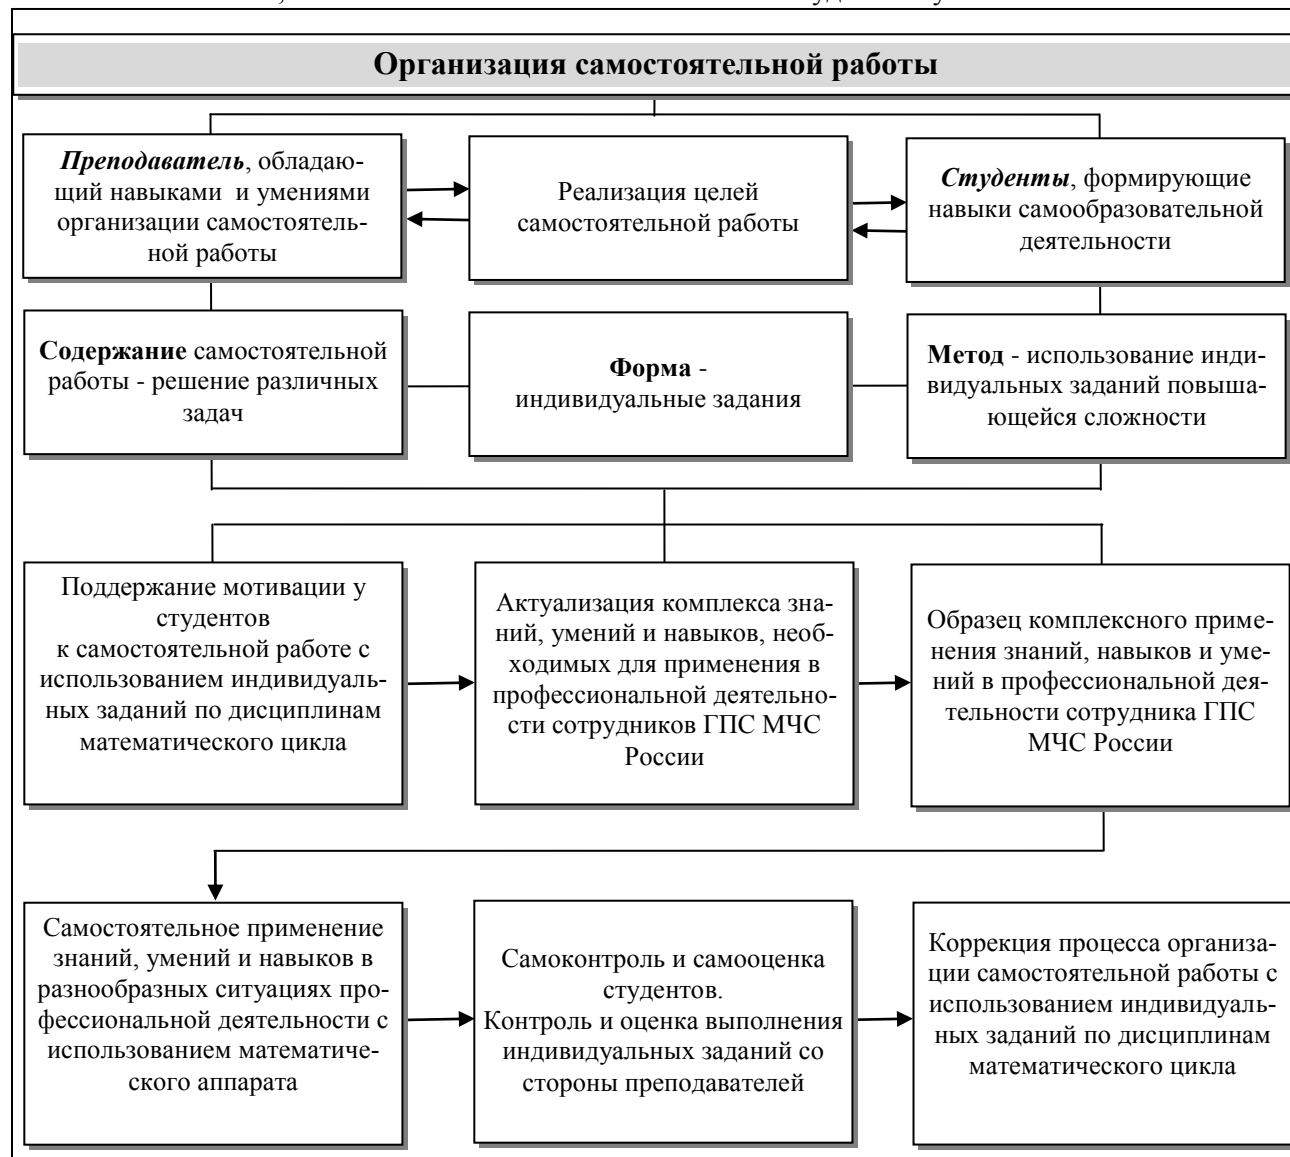 Организация самостоятельной работы
Преподаватель, обладаю-
щий навыками и умениями
организации самостоятель-
ной работы
Реализация целей
самостоятельной работы
Студенты, формирующие
навыки самообразовательной
деятельности
Содержание самостоятельной
работы - решение различных
задач
Форма -
индивидуальные задания
Метод - использование инди-
видуальных заданий повыша-
ющейся сложности
Поддержание мотивации у
студентов
к самостоятельной работе с
использованием индивидуаль-
ных заданий по дисциплинам
математического цикла
Актуализация комплекса зна-
ний, умений и навыков, необ-
ходимых для применения в
профессиональной деятельно-
сти сотрудников ГПС МЧС
России
Образец комплексного приме-
нения знаний, навыков и уме-
ний в профессиональной дея-
тельности сотрудника ГПС
МЧС России
Самостоятельное применение
знаний, умений и навыков в
разнообразных ситуациях про-
фессиональной деятельности с
использованием математиче-
ского аппарата
Самоконтроль и самооценка
студентов.
Контроль и оценка выполнения
индивидуальных заданий со
стороны преподавателей
Коррекция процесса организа-
ции самостоятельной работы с
использованием индивидуаль-
ных заданий по дисциплинам
математического цикла